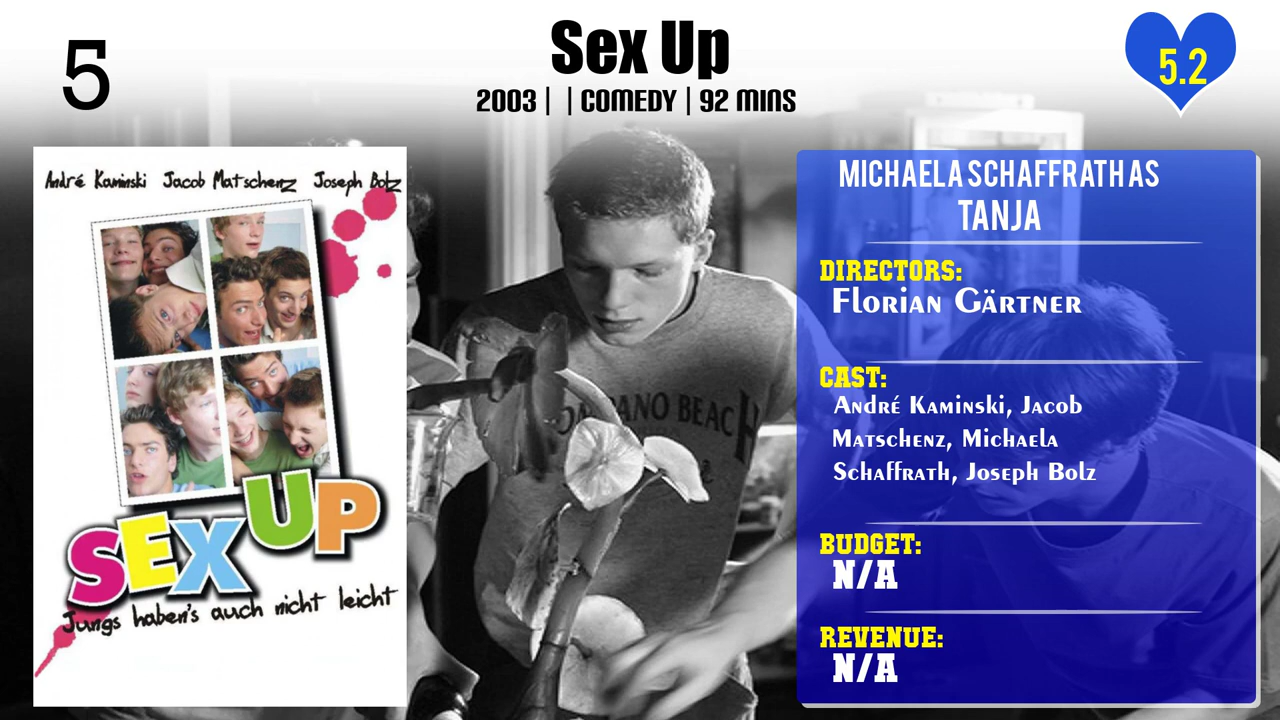 5
Sex Up
2003 | | COMEDY | 92 MINS
5.2
André Kaminski Jacob Matschenz Joseph Bolz
SEX UP
Jungs haben's auch nicht leicht
MICHAELA SCHAFFRATH AS
TANJA
DIRECTORS:
Florian Gärtner
CAST:
André Kaminski, Jacob
Matschenz, Michaela
Schaffrath, Joseph Bolz
BUDGET:
N/A
REVENUE:
N/A